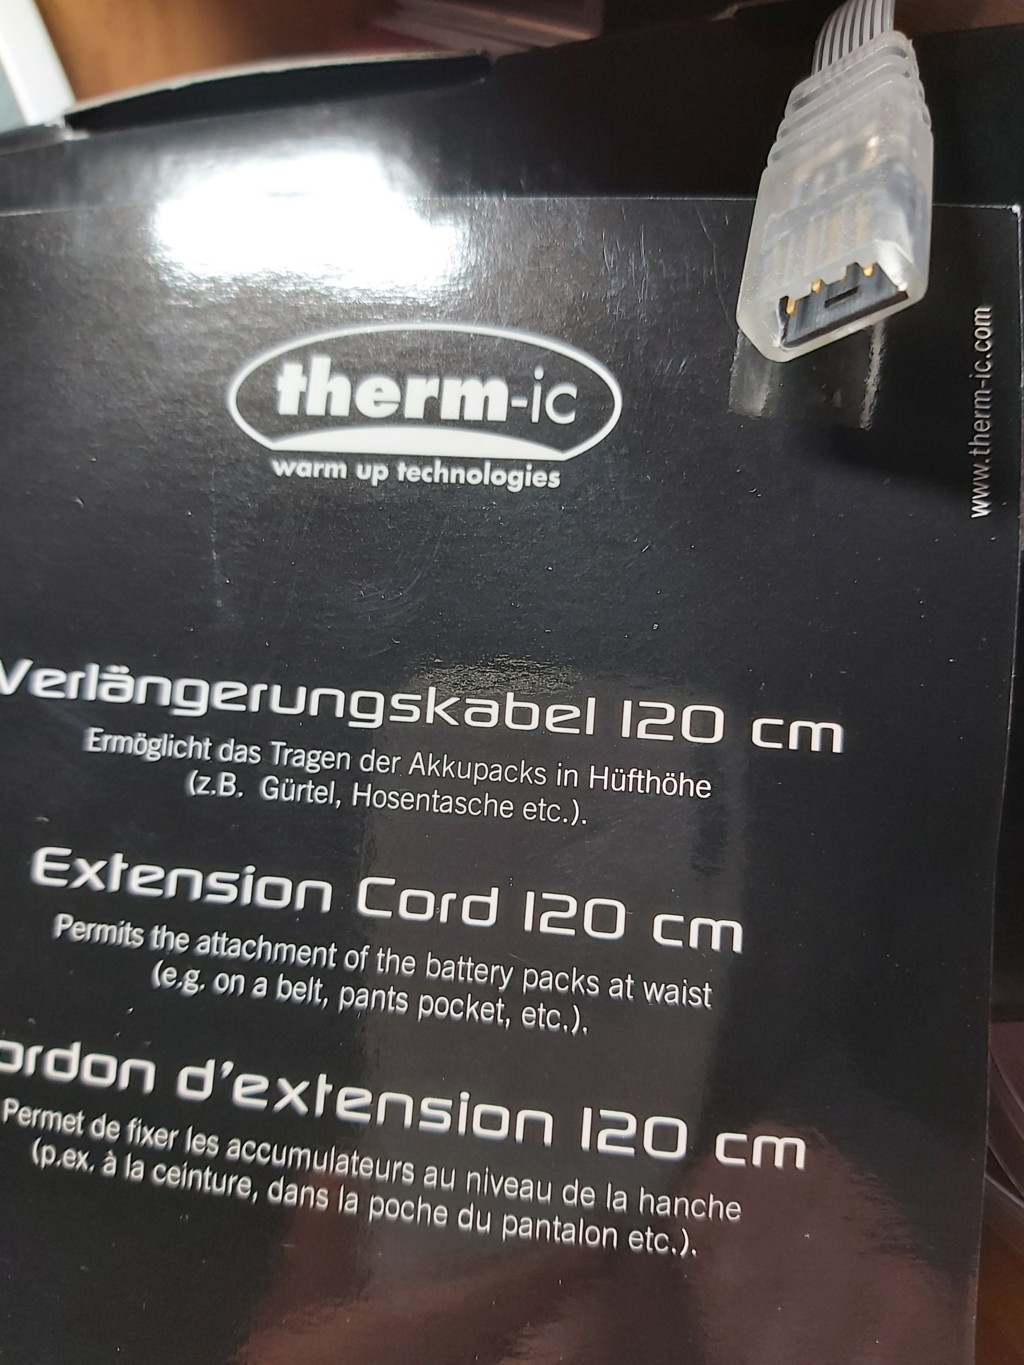 therm-ic
warm up technologies
www.therm-ic.com
Verlängerungskabel 120 cm
Ermöglicht das Tragen der Akkupacks in Hüfthöhe
(z.B. Gürtel, Hosentasche etc.).
Extension Cord 120 cm
Permits the attachment of the battery packs at waist
(e.g. on a belt, pants pocket, etc.).
ordon d'extension 120 cm
Permet de fixer les accumulateurs au niveau de la hanche
(p.ex. à la ceinture, dans la poche du pantalon etc.).